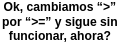 Ok, cambiamos “>”
por “>=” y sigue sin
funcionar, ahora?